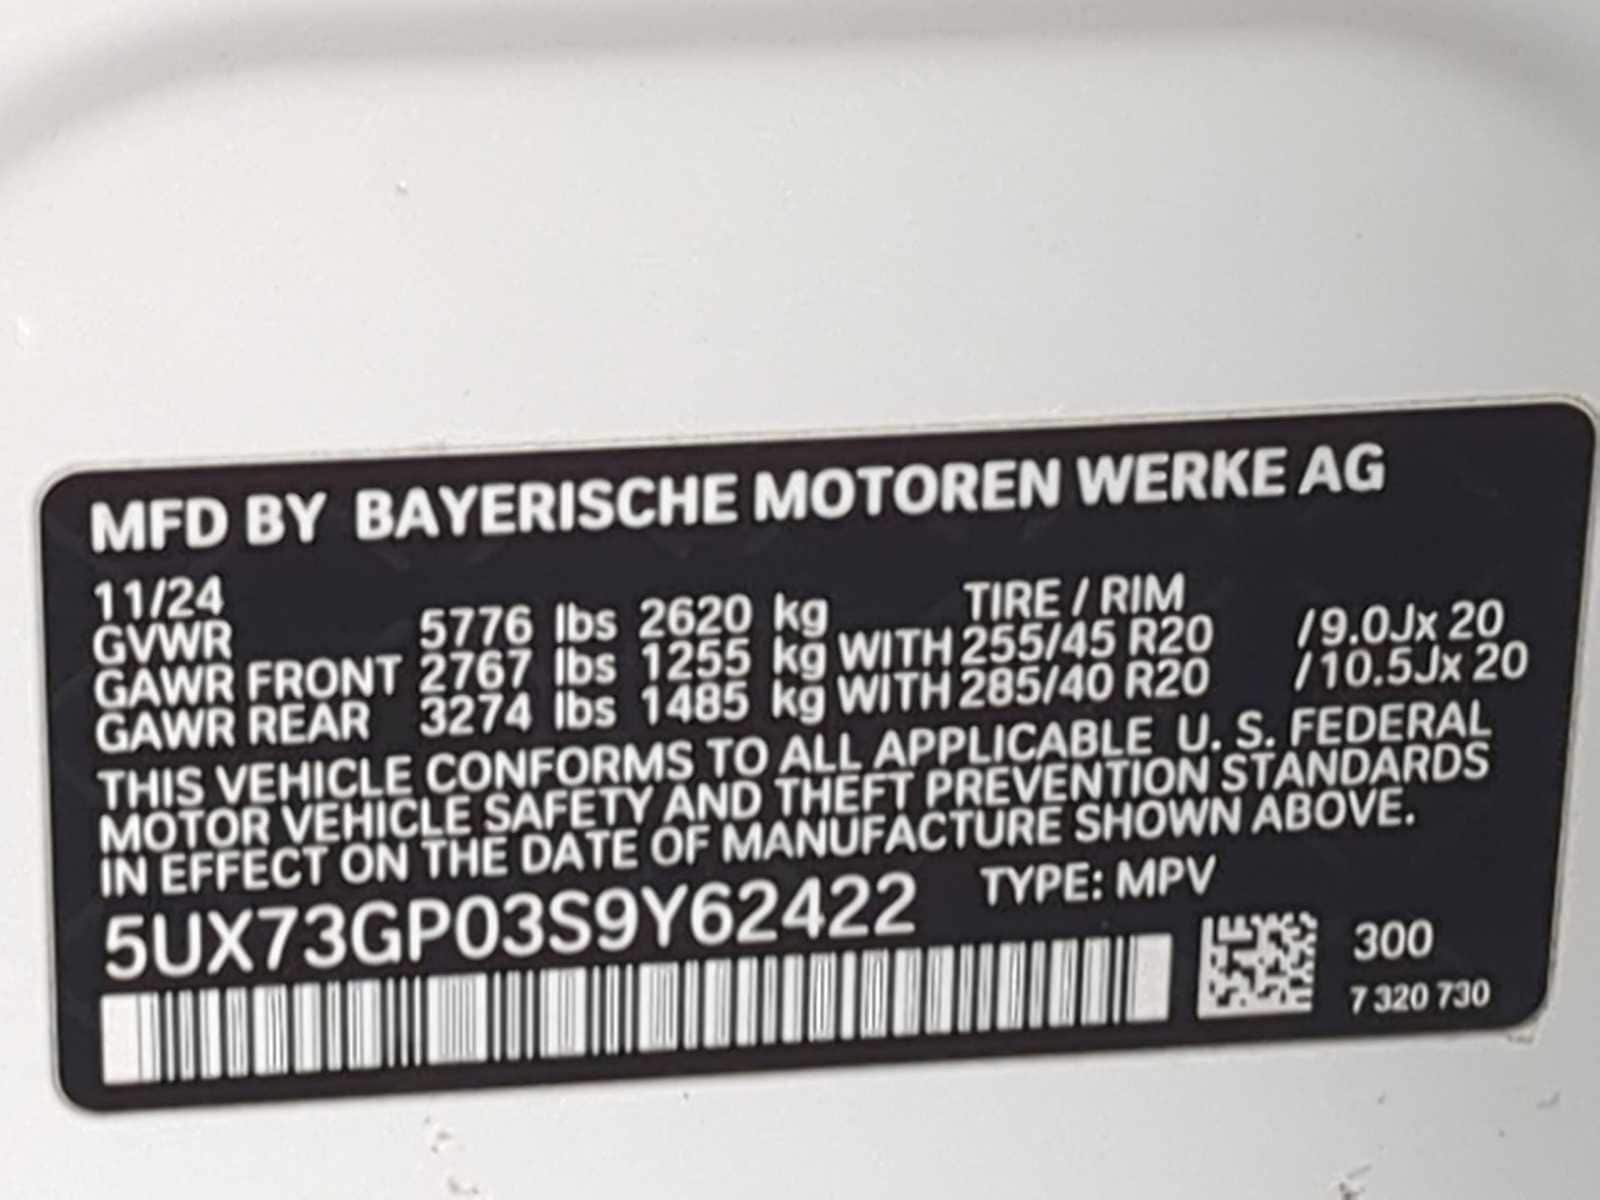 MFD BY BAYERISCHE MOTOREN WERKE AG
11/24 TIRE / RIM
GVWR 5776 lbs 2620 kg
GAWR FRONT 2767 lbs 1255 kg WITH 255/45 R20 /9.0Jx 20
GAWR REAR 3274 lbs 1485 kg WITH 285/40 R20 /10.5Jx 20
THIS VEHICLE CONFORMS TO ALL APPLICABLE U. S. FEDERAL
MOTOR VEHICLE SAFETY AND THEFT PREVENTION STANDARDS
IN EFFECT ON THE DATE OF MANUFACTURE SHOWN ABOVE.
5UX73GP03S9Y62422 TYPE: MPV
300
7 320 730